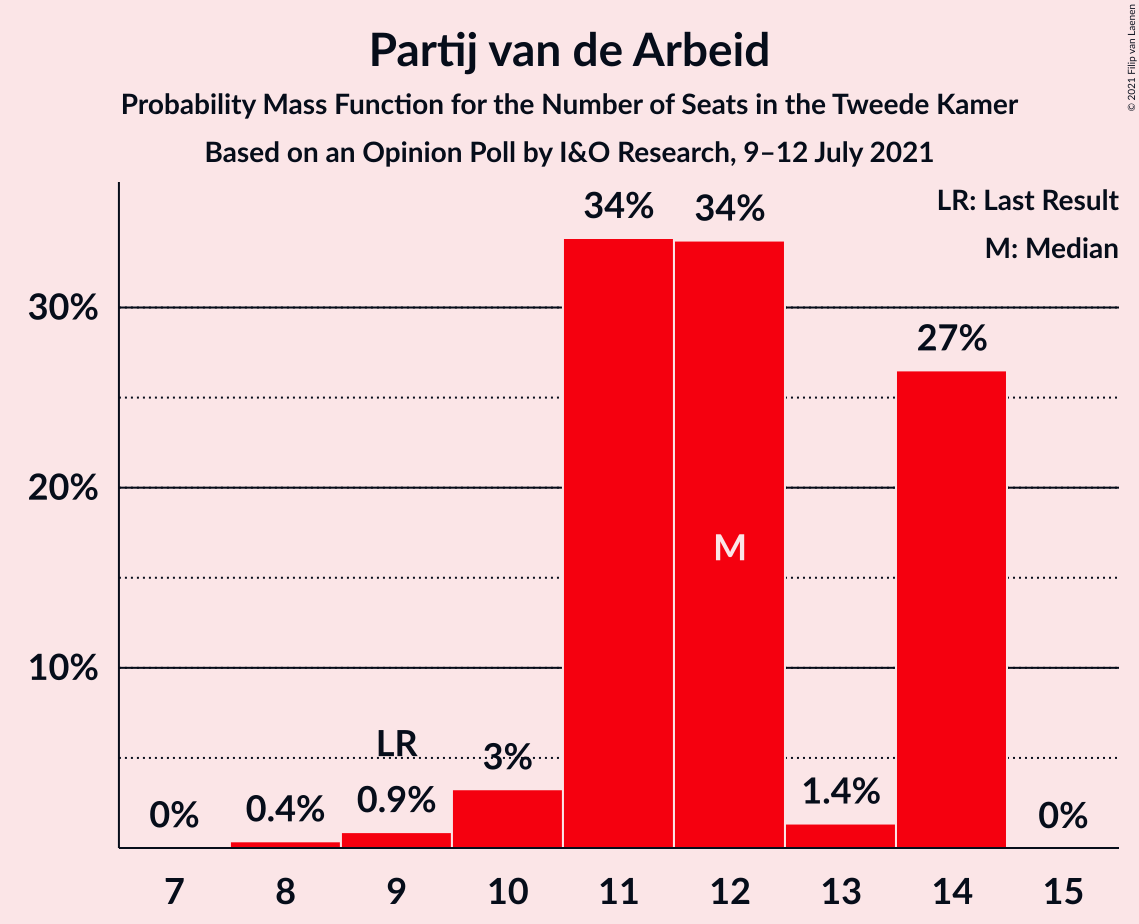 Partij van de Arbeid
Probability Mass Function for the Number of Seats in the Tweede Kamer
Based on an Opinion Poll by I&O Research, 9–12 July 2021
© 2021 Filip van Laenen
LR: Last Result
M: Median
34%
34%
30%
27%
20%
M
10%
LR
3%
0%
0.4%
0.9%
1.4%
0%
7
8
9
10
11
12
13
14
15